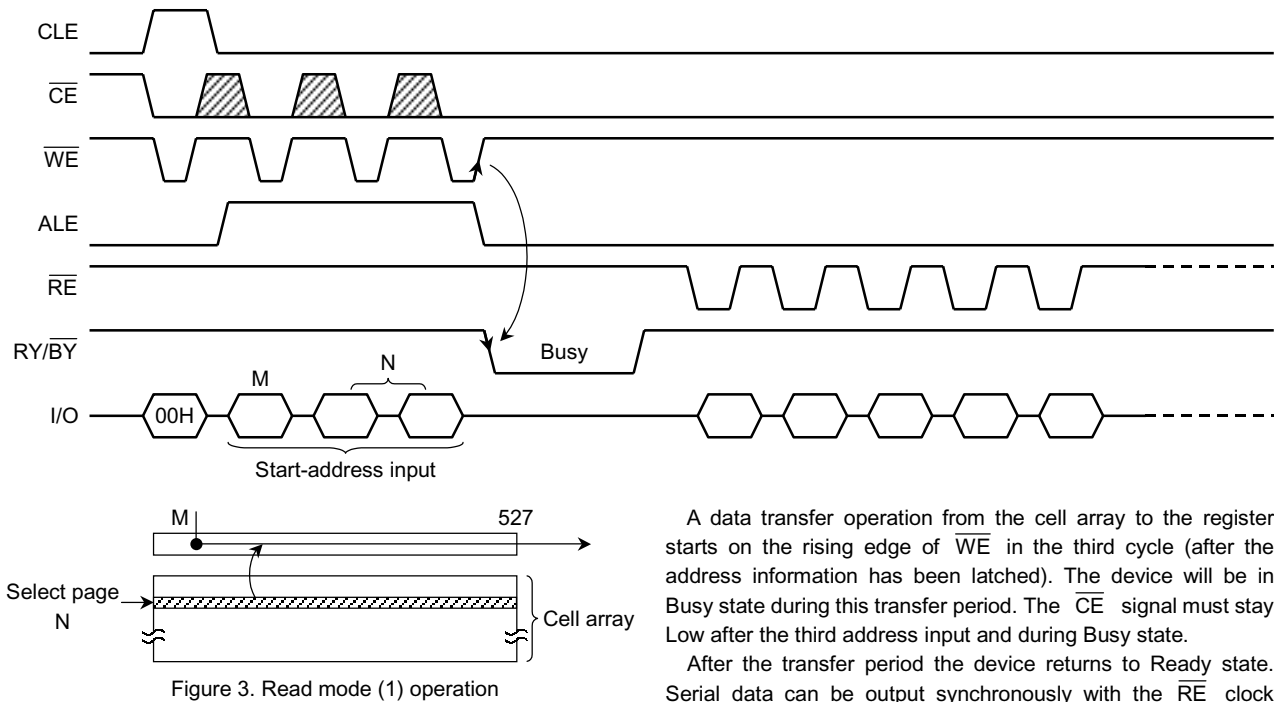 CLE
CE
WE
ALE
RE
RY/BY
Busy
M
N
I/O
00H
Start-address input
M
527
Select page
N
Cell array
Figure 3. Read mode (1) operation
A data transfer operation from the cell array to the register
starts on the rising edge of WE in the third cycle (after the
address information has been latched). The device will be in
Busy state during this transfer period. The CE signal must stay
Low after the third address input and during Busy state.
After the transfer period the device returns to Ready state.
Serial data can be output synchronously with the RE clock